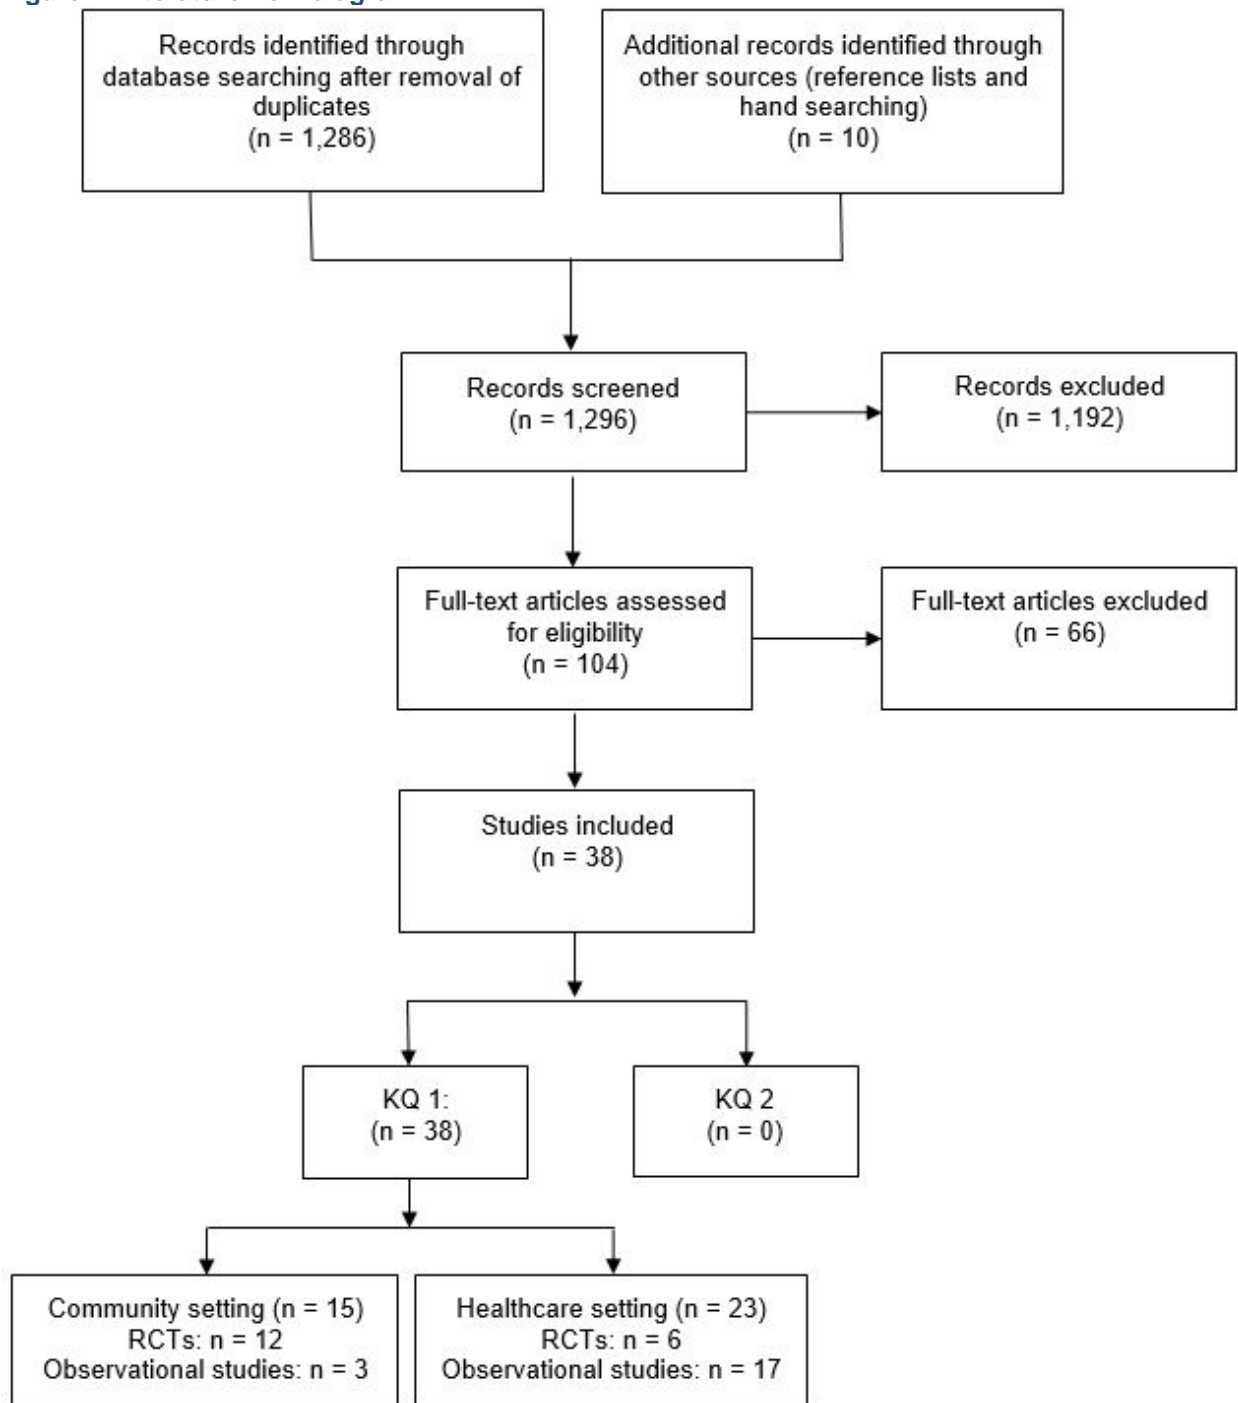 Records identified through
database searching after removal of
duplicates
(n = 1,286)
Additional records identified through
other sources (reference lists and
hand searching)
(n = 10)
Records screened
(n = 1,296)
Records excluded
(n = 1,192)
Full-text articles assessed
for eligibility
(n = 104)
Full-text articles excluded
(n = 66)
Studies included
(n = 38)
KQ 1:
(n = 38)
KQ 2
(n = 0)
Community setting (n = 15)
RCTs: n = 12
Observational studies: n = 3
Healthcare setting (n = 23)
RCTs: n = 6
Observational studies: n = 17